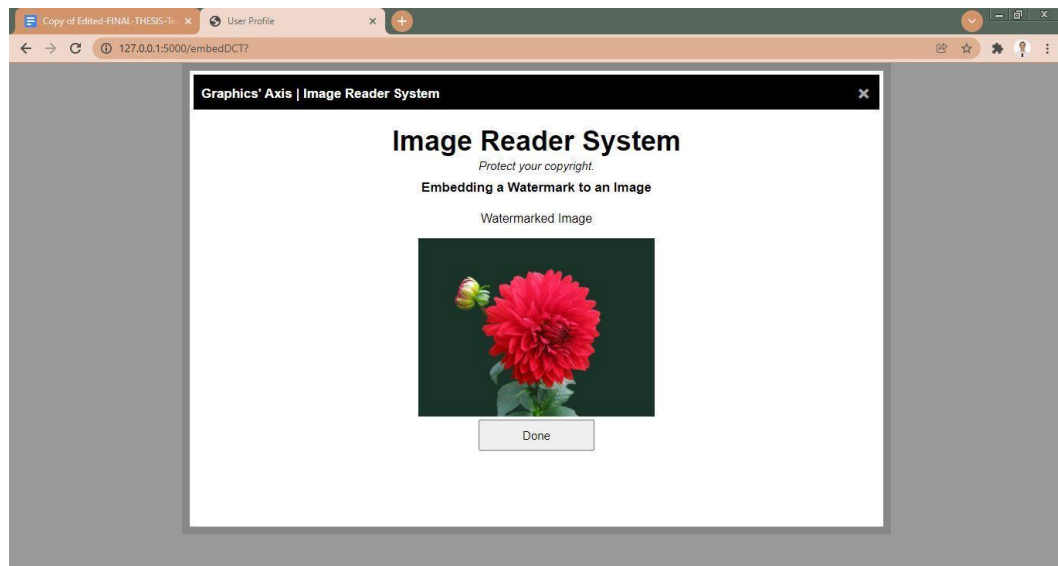 Copy of Edited-FINAL-THESIS-Te
User Profile
127.0.0.1:5000/embedDCT?
Graphics' Axis | Image Reader System
Image Reader System
Protect your copyright.
Embedding a Watermark to an Image
Watermarked Image
Done